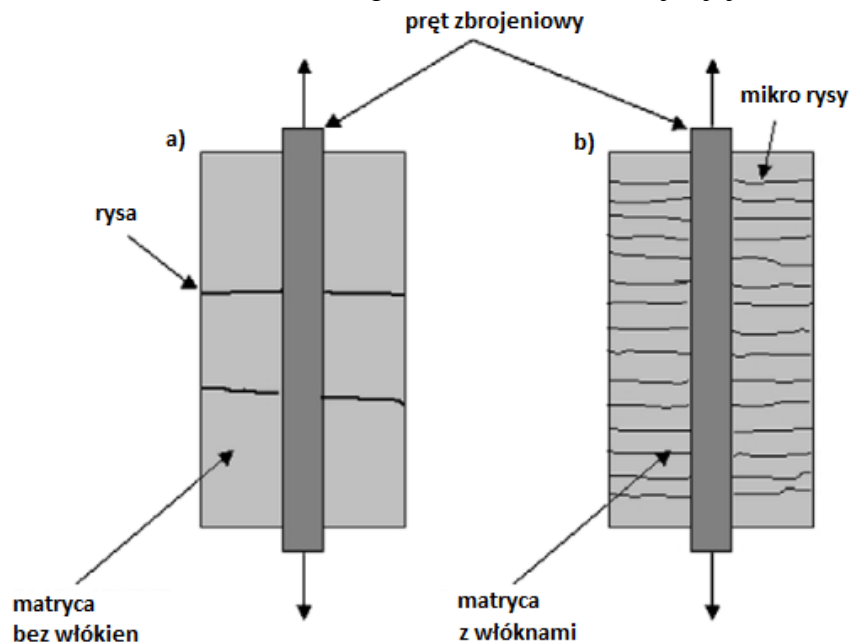 pręt zbrojeniowy
mikro rysy
a)
b)
rysa
matryca
bez włókien
matryca
z włóknami